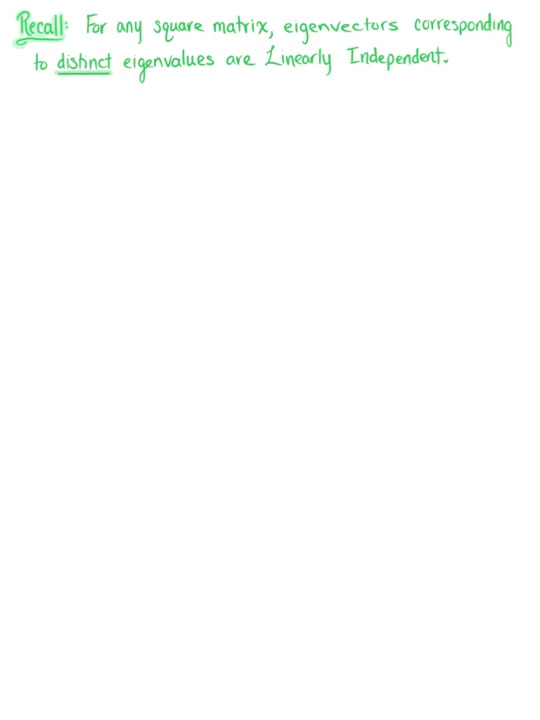 Recall: For any square matrix, eigenvectors corresponding
to distinct eigenvalues are Linearly Independent.